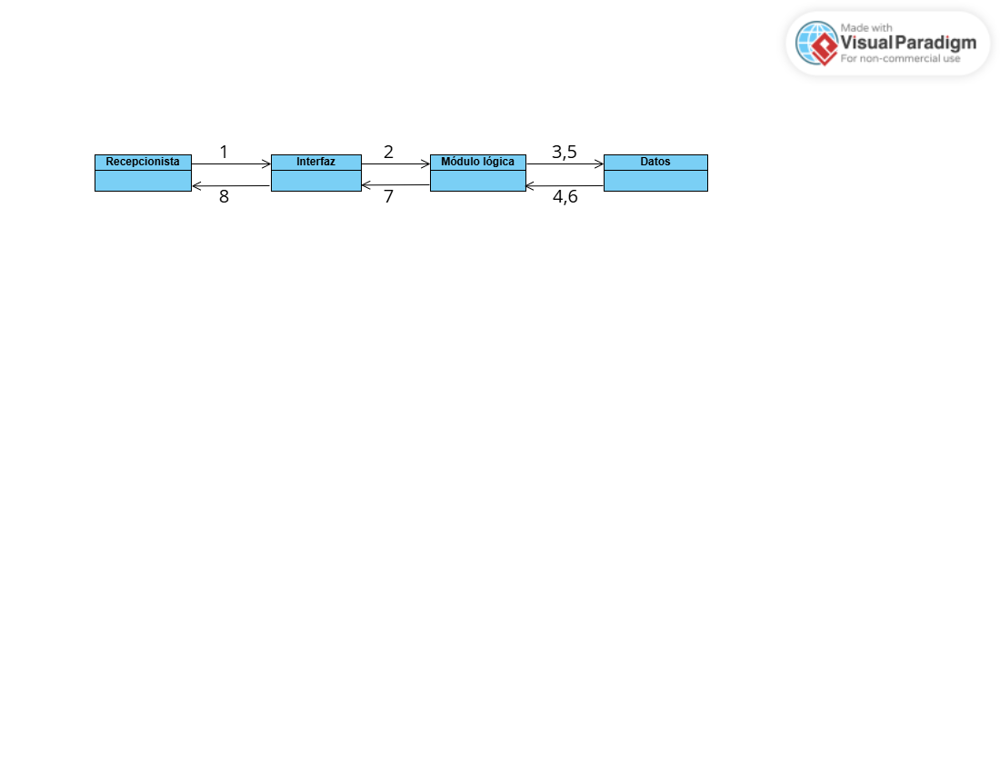 Made with
Visual Paradigm
For non-commercial use
1
2
3,5
Recepcionista
Interfaz
Módulo lógica
Datos
8
7
4,6